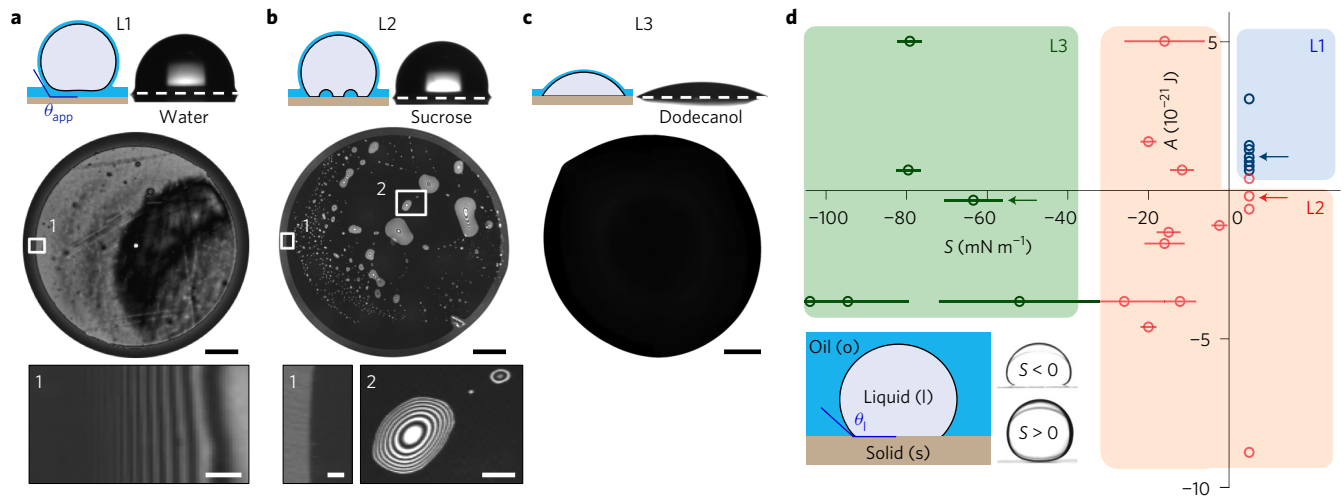 a
L1
θapp
Water
1
1
b
L2
Sucrose
1
2
1
2
c
L3
Dodecanol
d
L3
L1
L2
5
A (10⁻²¹ J)
−100
−80
−60
−40
−20
0
S (mN m⁻¹)
−5
−10
Oil (o)
Liquid (l)
θl
Solid (s)
S < 0
S > 0